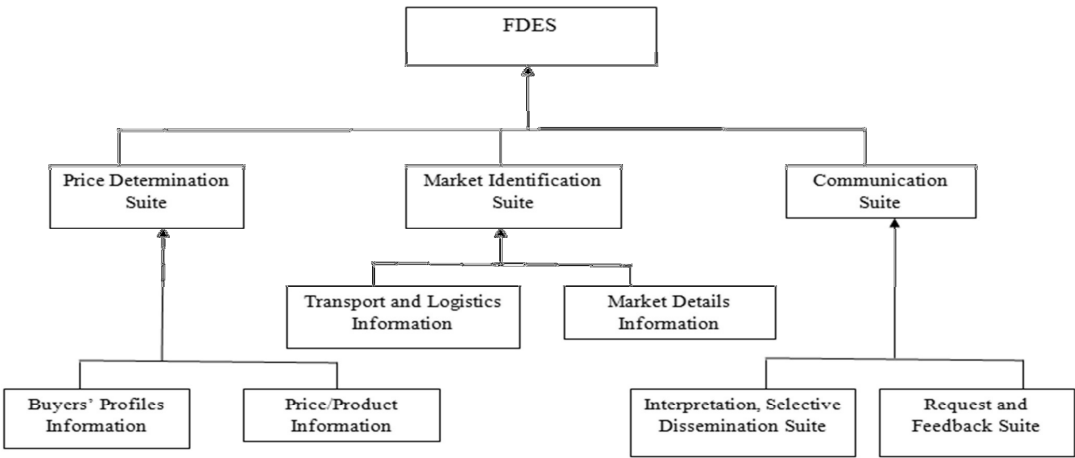 FDES
Price Determination
Suite
Market Identification
Suite
Communication
Suite
Transport and Logistics
Information
Market Details
Information
Buyers’ Profiles
Information
Price/Product
Information
Interpretation, Selective
Dissemination Suite
Request and
Feedback Suite